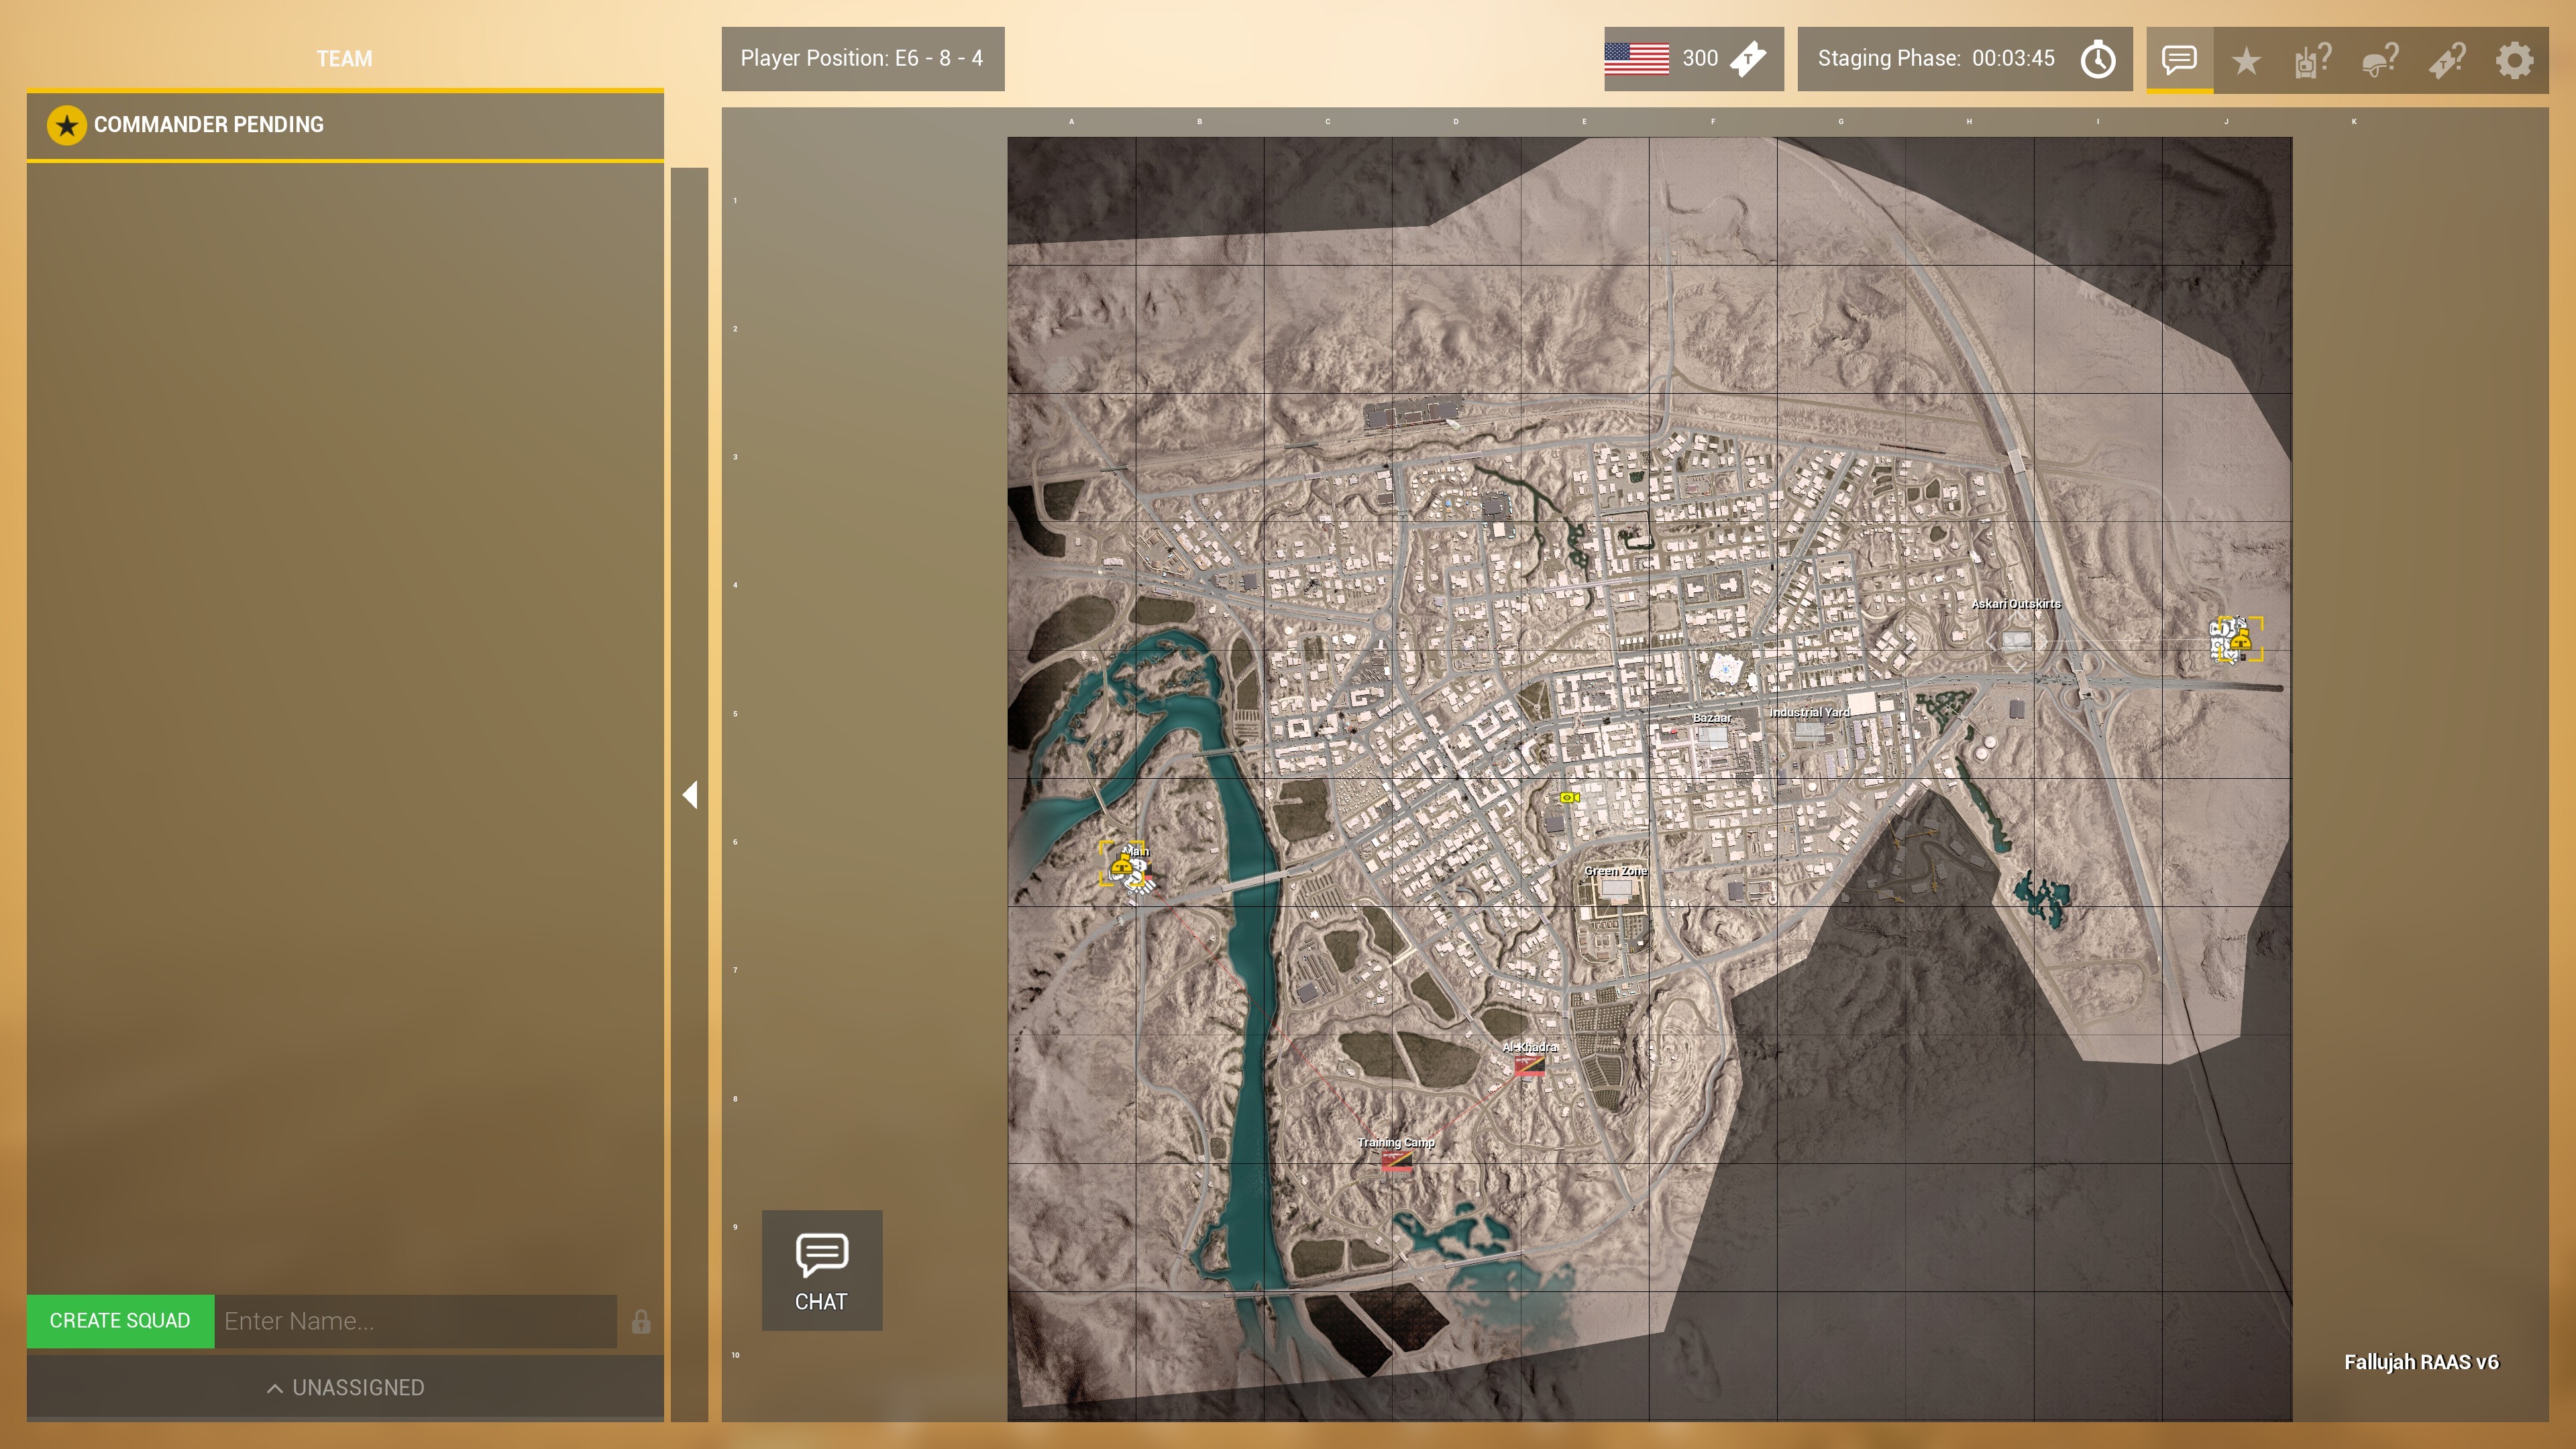 TEAM
Player Position: E6 - 8 - 4
300
T
Staging Phase: 00:03:45
COMMANDER PENDING
A B C D E F G H I J K
1
2
3
4
Askari Outskirts
5
Bazaar
Industrial Yard
6
Main
Green Zone
7
Al-Khadra
8
Training Camp
9
CHAT
CREATE SQUAD
Enter Name...
10
Fallujah RAAS v6
UNASSIGNED